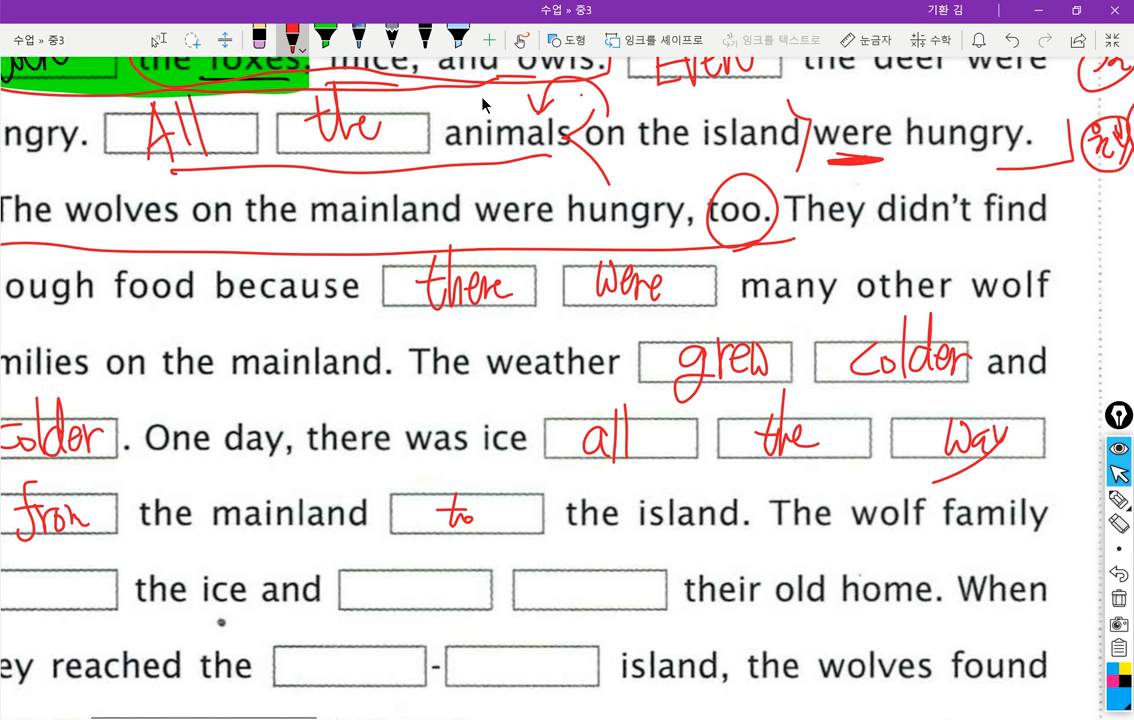 수업 » 중3
기환 김
수업 » 중3
도형 잉크를 셰이프로 잉크를 텍스트로 눈금자 수학
the foxes. mice, and owls. Even the deer were
ngry. All the animals on the island were hungry.
The wolves on the mainland were hungry, too. They didn't find
ough food because there were many other wolf
milies on the mainland. The weather grew colder and
colder. One day, there was ice all the way
from the mainland to the island. The wolf family
the ice and their old home. When
ey reached the - island, the wolves found